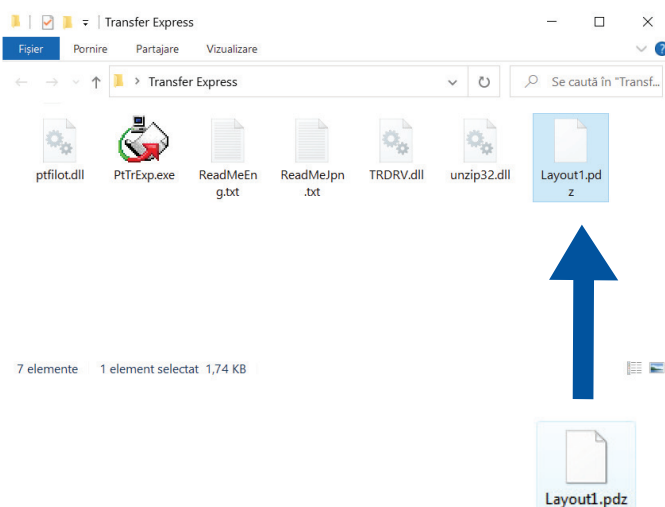 Transfer Express
Fișier Pornire Partajare Vizualizare
Transfer Express Se caută în "Transf...
ptfilot.dll PtTrExp.exe ReadMeEn ReadMeJpn TRDRV.dll unzip32.dll Layout1.pd
g.txt .txt z
7 elemente 1 element selectat 1,74 KB
Layout1.pdz